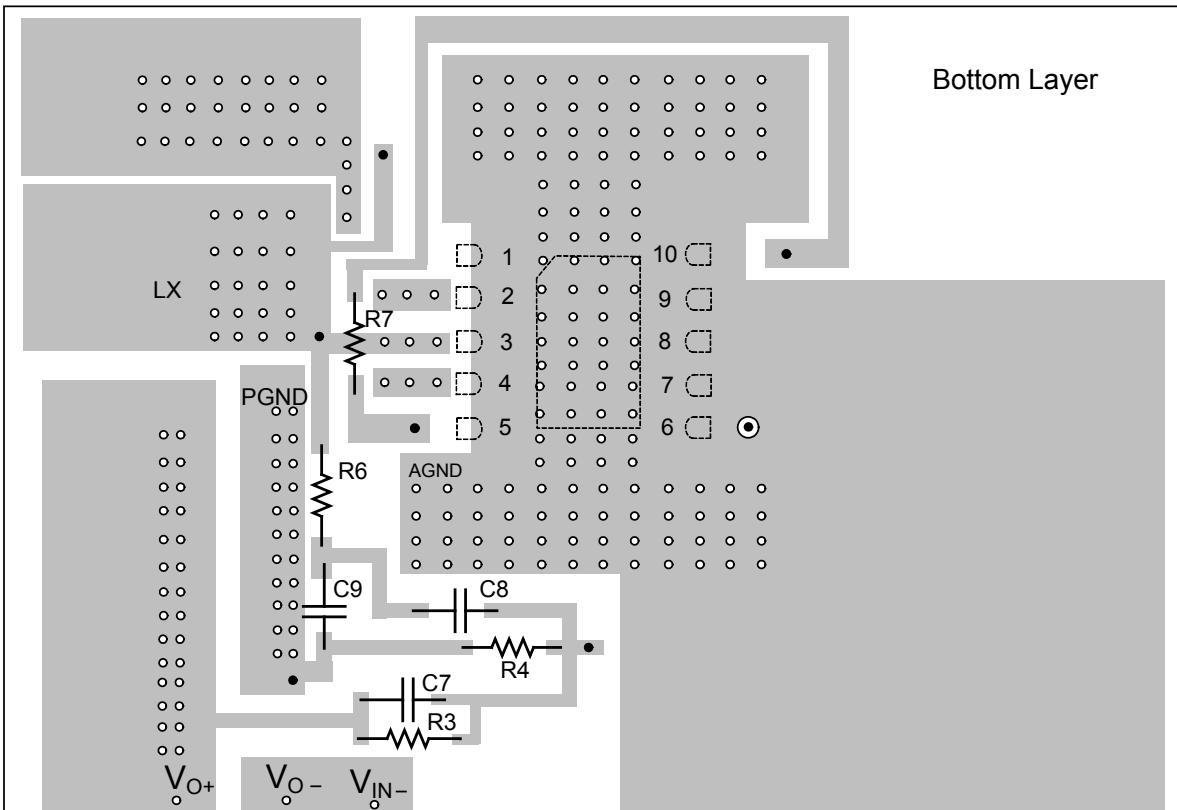 Bottom Layer
1
10
LX
2
9
R7
3
8
4
7
PGND
5
6
R6
AGND
C9
C8
R4
C7
R3
VO+
VO–
VIN–